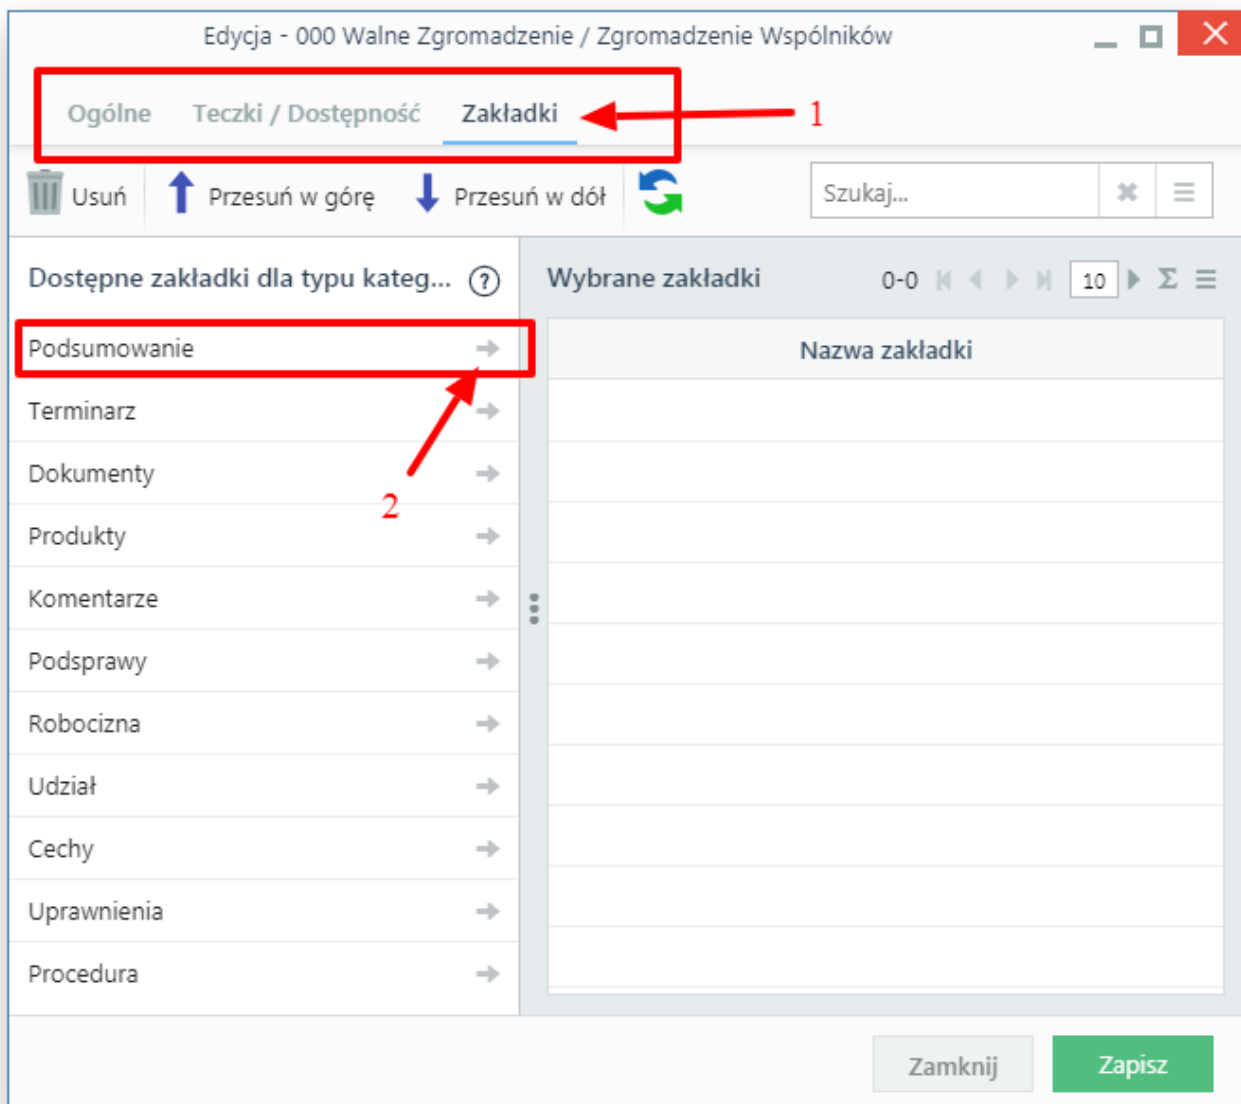 Edycja - 000 Walne Zgromadzenie / Zgromadzenie Wspólników
Ogólne Teczki / Dostępność Zakładki 1
Usuń Przesuń w górę Przesuń w dół Szukaj...
Dostępne zakładki dla typu kateg... ? Wybrane zakładki 0-0 10 Σ
Podsumowanie Nazwa zakładki
Terminarz
Dokumenty
2
Produkty
Komentarze
Podsprawy
Robocizna
Udział
Cechy
Uprawnienia
Procedura
Zamknij Zapisz